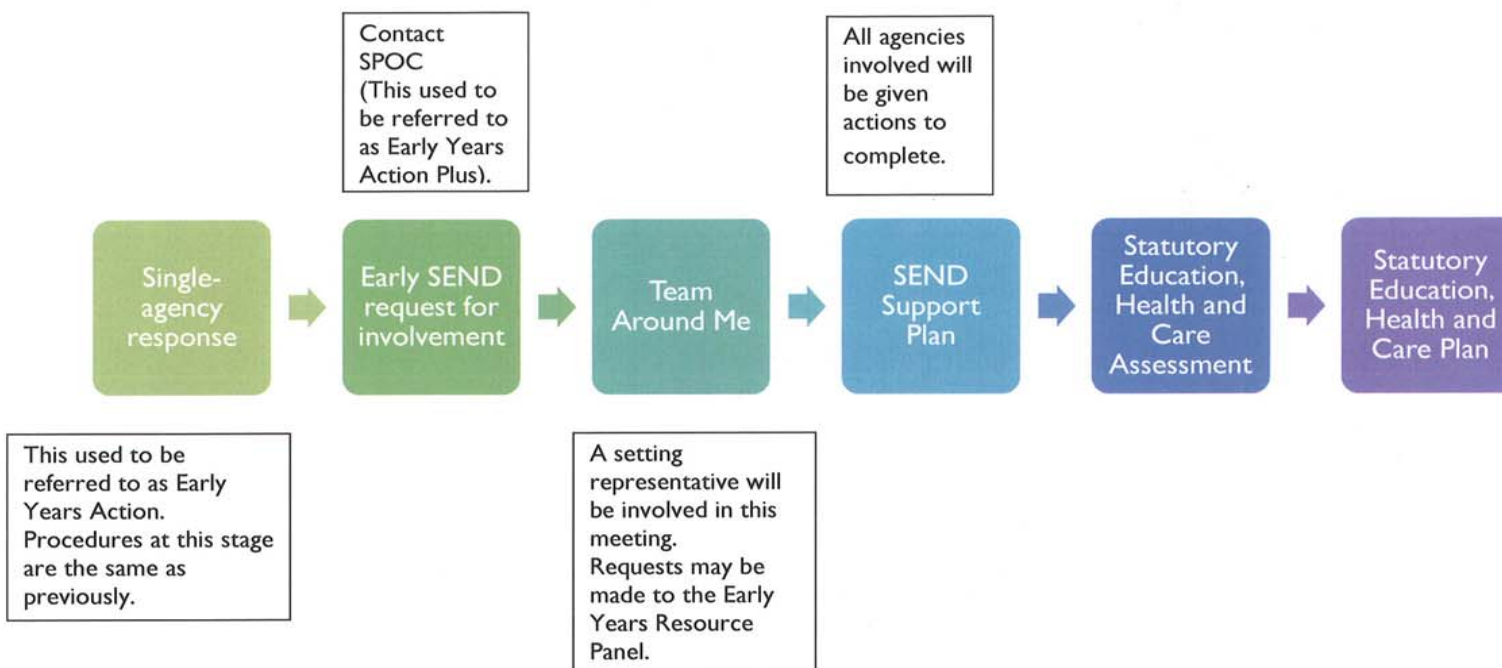 Contact
SPOC
(This used to
be referred to
as Early Years
Action Plus).
All agencies
involved will
be given
actions to
complete.
Single-
agency
response
Early SEND
request for
involvement
Team
Around Me
SEND
Support
Plan
Statutory
Education,
Health and
Care
Assessment
Statutory
Education,
Health and
Care Plan
This used to be
referred to as Early
Years Action.
Procedures at this stage
are the same as
previously.
A setting
representative will
be involved in this
meeting.
Requests may be
made to the Early
Years Resource
Panel.